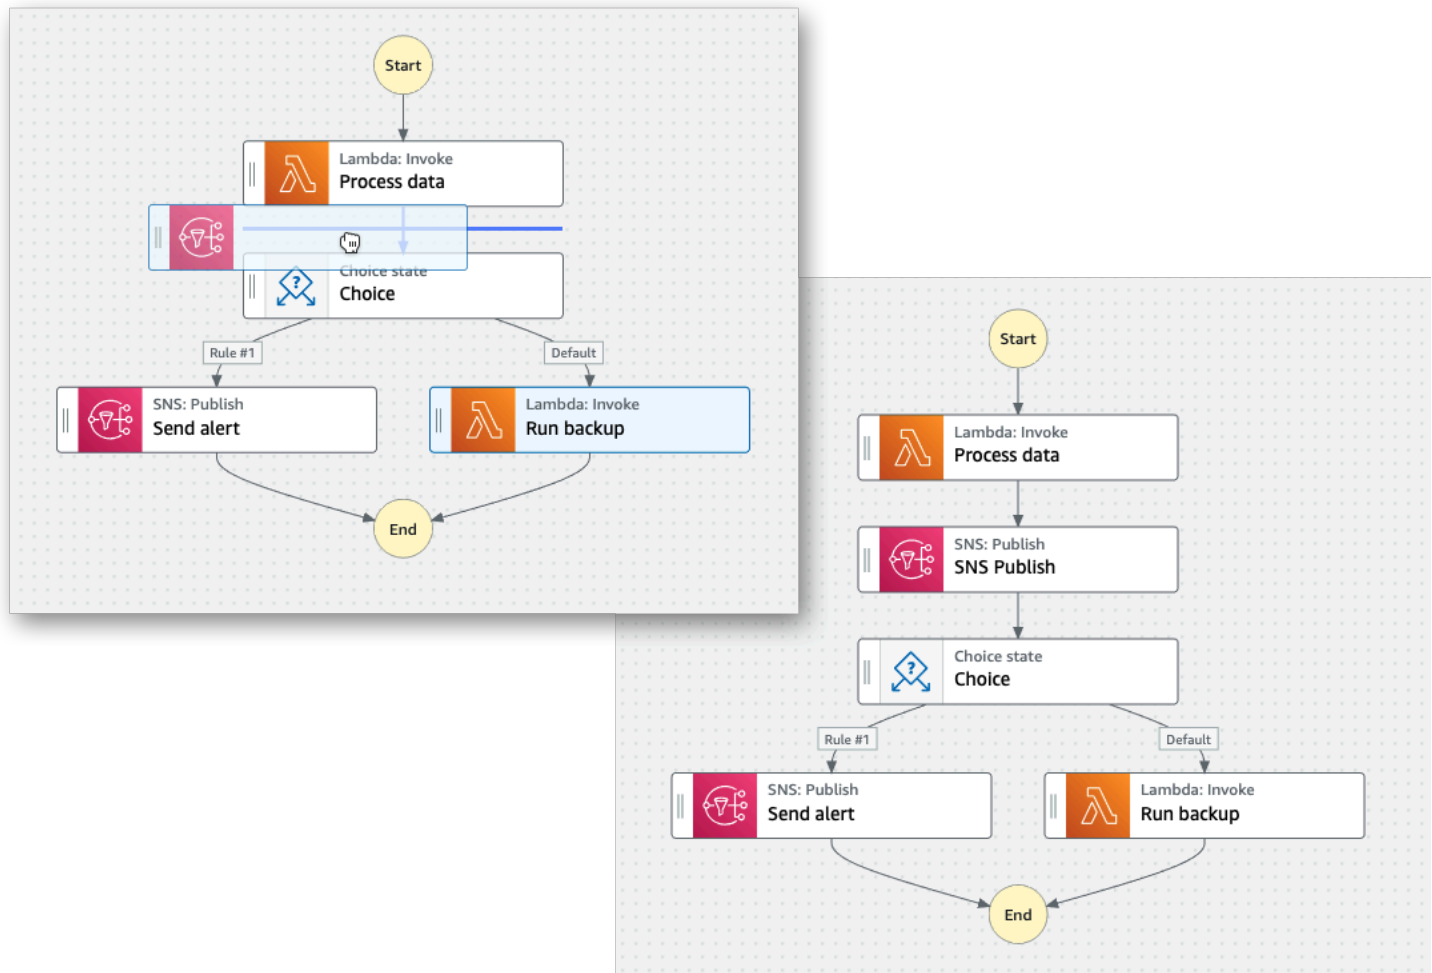 Start
Lambda: Invoke
Process data
Choice state
Choice
?
Rule #1
Default
SNS: Publish
Send alert
Lambda: Invoke
Run backup
End
Start
Lambda: Invoke
Process data
SNS: Publish
SNS Publish
Choice state
?
Choice
Rule #1
Default
SNS: Publish
Send alert
Lambda: Invoke
Run backup
End